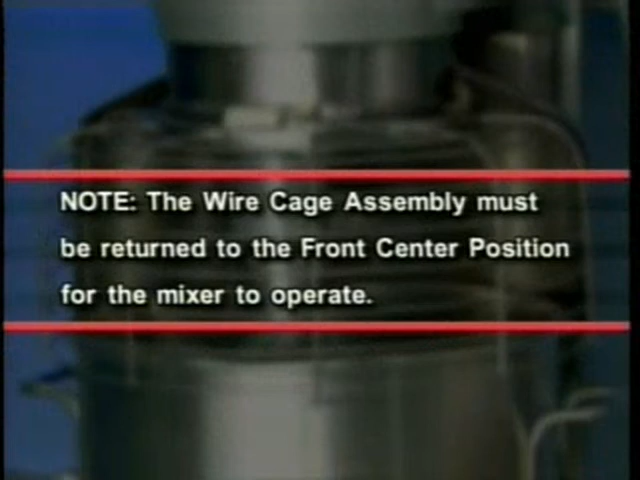 NOTE: The Wire Cage Assembly must
be returned to the Front Center Position
for the mixer to operate.